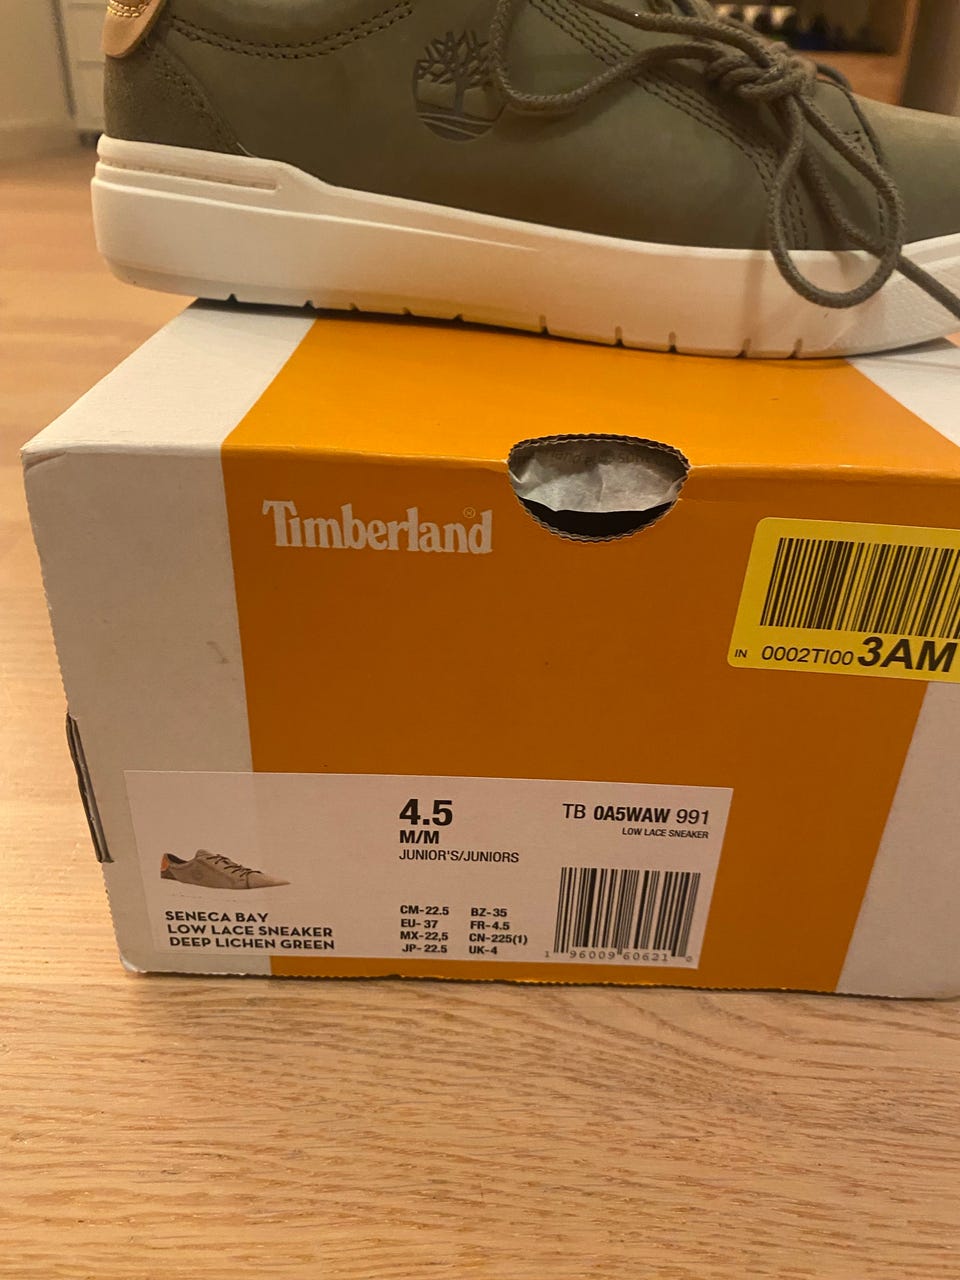 Timberland®
IN 0002TI00 3AM
4.5
M/M
JUNIOR'S/JUNIORS
TB 0A5WAW 991
LOW LACE SNEAKER
SENECA BAY
LOW LACE SNEAKER
DEEP LICHEN GREEN
CM-22.5 BZ-35
EU-37 FR-4.5
MX-22,5 CN-225(1)
JP-22.5 UK-4
1 96009 60621 0